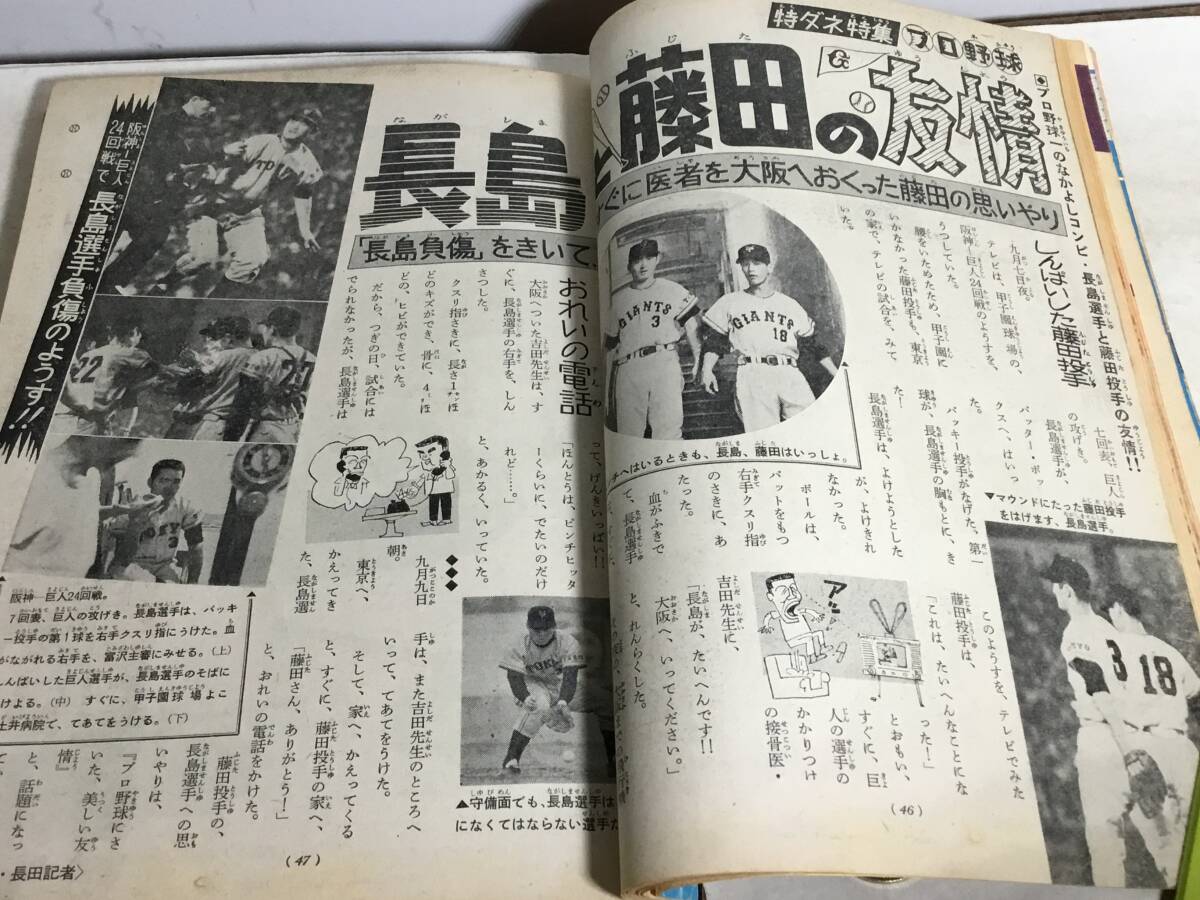 特ダネ特集 プロ野球
長島
と藤田の友情
「長島負傷」をきいて、
すぐに医者を大阪へおくった藤田の思いやり
●プロ野球一のなかよしコンビ・長島選手と藤田投手の友情!!
しんぱいした藤田投手
九月七日夜。
テレビは、甲子園球場の、
阪神―巨人24回戦のようすを、
うつしていた。
腰をいためたため、甲子園に
いかなかった藤田投手も、東京
の家で、テレビの試合を、みて
いた。
七回表、巨人
の攻げき。
長島選手が、
バッター・ボッ
クスへ、はいっ
た。
バッキー投手がなげた、第一
球が、長島選手の胸もとに、き
た!
長島選手は、よけようとした
が、よけきれ
なかった。
ボールは、
バットをもつ
右手クスリ指
のさきに、あ
たった。
血がふきで
て、長島選手
このようすを、テレビでみた
藤田投手は、
「これは、たいへんなことにな
った!」
とおもい、
すぐに、巨
人の選手の
かかりつけ
の接骨医・
吉田先生に、
「長島が、たいへんです!!
大阪へ、いってください。」
と、れんらくした。
GIANTS
3
GIANTS
18
チへはいるときも、長島、藤田はいっしょ。
▼マウンドにたった藤田投手
をはげます、長島選手。
3
18
アッ
(46)
阪神―巨人
24回戦で
長島選手負傷のようす!!
22
27
3
阪神―巨人24回戦。
7回表、巨人の攻げき。長島選手は、バッキ
ー投手の第1球を右手クスリ指にうけた。血
がながれる右手を、富沢主審にみせる。(上)
しんぱいした巨人選手が、長島選手のそばに
かけよる。(中) すぐに、甲子園球場よこ
土井病院で、てあてをうける。(下)
おれいの電話
大阪へついた吉田先生は、す
ぐに、長島選手の右手を、しん
さつした。
クスリ指さきに、長さ1センチほ
どのキズができ、骨に、4ミリほ
どの、ヒビができていた。
だから、つぎの日、試合には
でられなかったが、長島選手は
って、げんきいっぱい!!
「ほんとうは、ピンチヒッタ
ーくらいに、でたいのだけ
れど……。」
と、あかるく、いっていた。
◆◆◆
九月九日
朝。
東京へ、
かえってき
た、長島選
手は、また吉田先生のところへ
いって、てあてをうけた。
そして、家へ、かえってくる
と、すぐに、藤田投手の家へ、
「藤田さん、ありがとう!」
と、おれいの電話をかけた。
藤田投手の、
長島選手への思
いやりは、
『プロ野球にさ
いた、美しい友
情』
と、話題になっ
・長田記者〉
▲守備面でも、長島選手は
になくてはならない選手だ
(47)